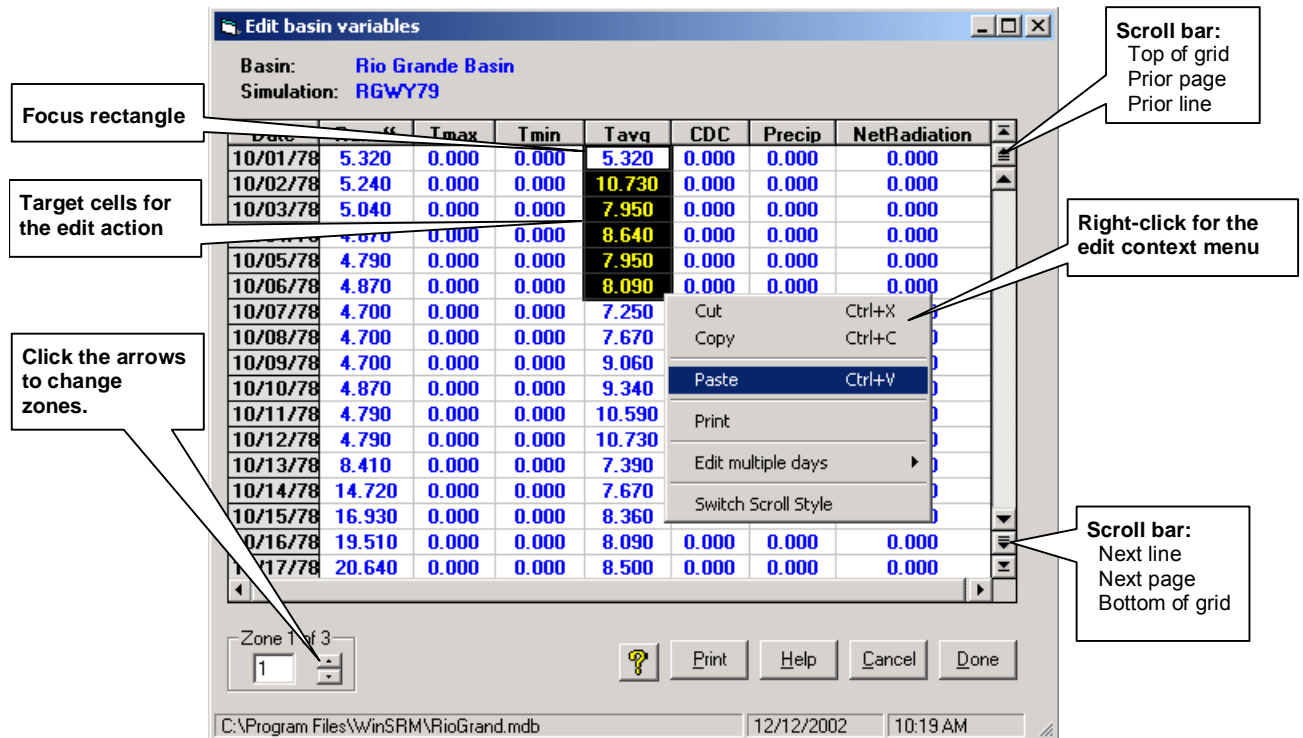 Edit basin variables
Basin: Rio Grande Basin
Simulation: RGWY79
Focus rectangle
Target cells for
the edit action
Click the arrows
to change
zones.
Scroll bar:
Top of grid
Prior page
Prior line
Right-click for the
edit context menu
Scroll bar:
Next line
Next page
Bottom of grid
Tmax Tmin Tavg CDC Precip NetRadiation
10/01/78 5.320 0.000 0.000 5.320 0.000 0.000 0.000
10/02/78 5.240 0.000 0.000 10.730 0.000 0.000 0.000
10/03/78 5.040 0.000 0.000 7.950 0.000 0.000 0.000
4.870 0.000 0.000 8.640 0.000 0.000 0.000
10/05/78 4.790 0.000 0.000 7.950 0.000 0.000 0.000
10/06/78 4.870 0.000 0.000 8.090 0.000 0.000 0.000
10/07/78 4.700 0.000 0.000 7.250
10/08/78 4.700 0.000 0.000 7.670
10/09/78 4.700 0.000 0.000 9.060
10/10/78 4.870 0.000 0.000 9.340
10/11/78 4.790 0.000 0.000 10.590
10/12/78 4.790 0.000 0.000 10.730
10/13/78 8.410 0.000 0.000 7.390
10/14/78 14.720 0.000 0.000 7.670
10/15/78 16.930 0.000 0.000 8.360
0/16/78 19.510 0.000 0.000 8.090 0.000 0.000 0.000
17/78 20.640 0.000 0.000 8.500 0.000 0.000 0.000
Cut Ctrl+X
Copy Ctrl+C
Paste Ctrl+V
Print
Edit multiple days
Switch Scroll Style
Zone 1 of 3
1
? Print Help Cancel Done
C:\Program Files\WinSRM\RioGrand.mdb 12/12/2002 10:19 AM